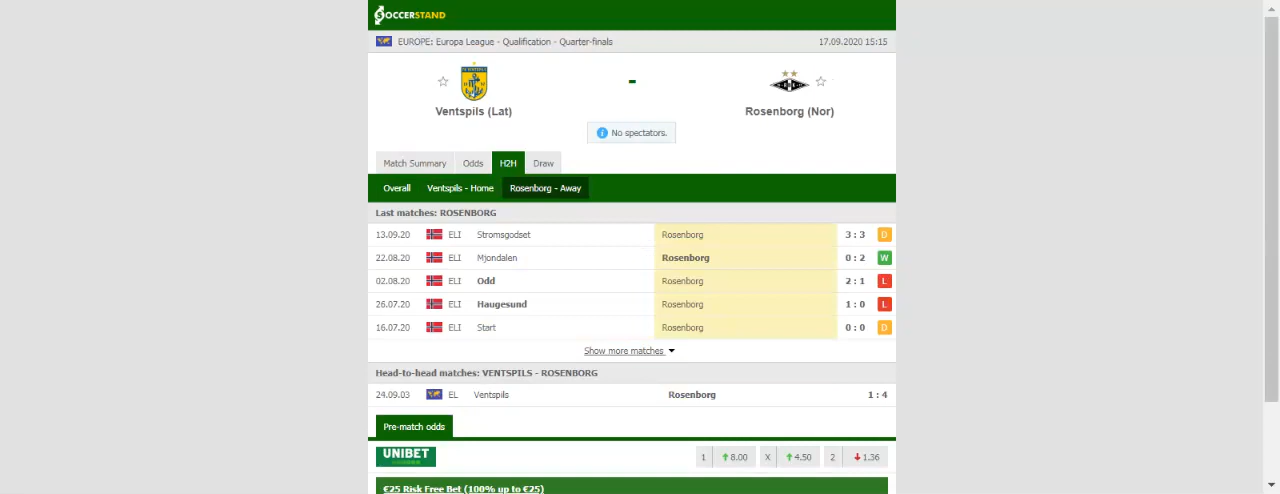 SOCCERSTAND
EUROPE: Europa League - Qualification - Quarter-finals 17.09.2020 15:15
-
Ventspils (Lat) Rosenborg (Nor)
No spectators.
Match Summary Odds H2H Draw
Overall Ventspils - Home Rosenborg - Away
Last matches: ROSENBORG
13.09.20 ELI Stromsgodset Rosenborg 3 : 3 D
22.08.20 ELI Mjondalen Rosenborg 0 : 2 W
02.08.20 ELI Odd Rosenborg 2 : 1 L
26.07.20 ELI Haugesund Rosenborg 1 : 0 L
16.07.20 ELI Start Rosenborg 0 : 0 D
Show more matches
Head-to-head matches: VENTSPILS - ROSENBORG
24.09.03 EL Ventspils Rosenborg 1 : 4
Pre-match odds
UNIBET 1 8.00 X 4.50 2 1.36
€25 Risk Free Bet (100% up to €25)